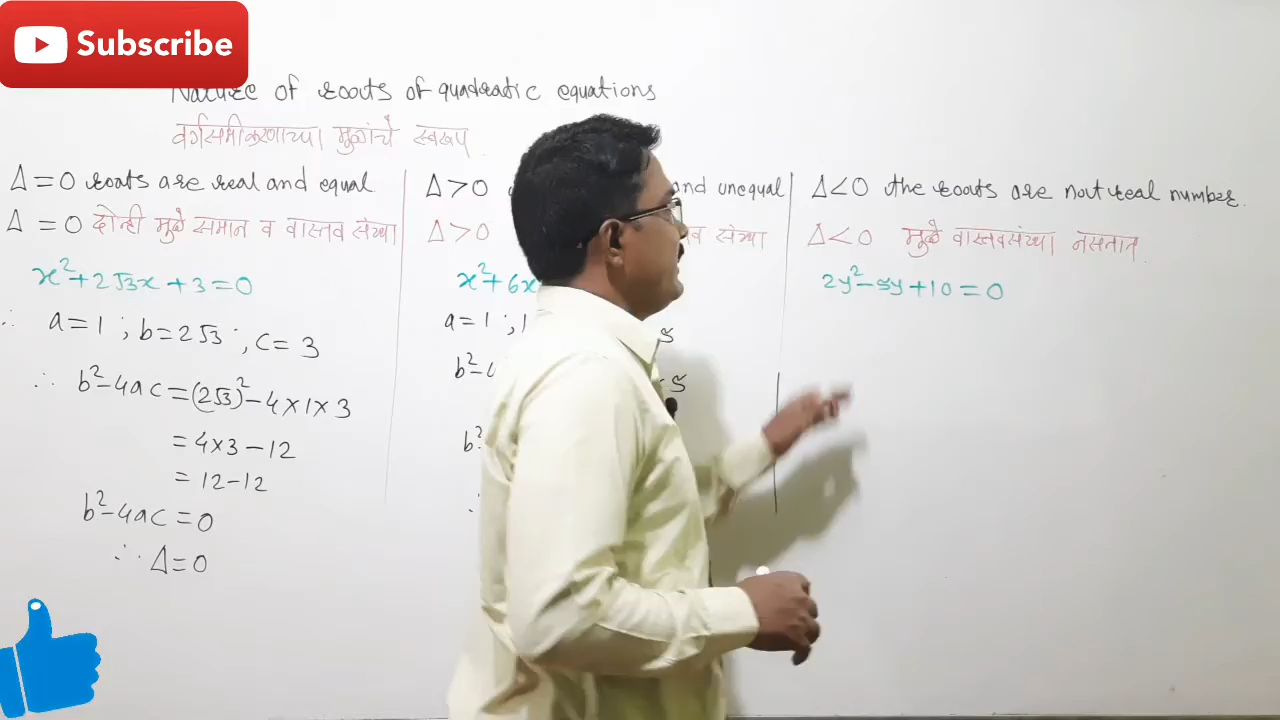 Subscribe
Nature of roots of quadratic equations
वर्गसमीकरणाच्या मुळांचे स्वरूप
Δ=0 roots are real and equal
Δ=0 दोन्ही मुळे समान व वास्तव संख्या
x²+2√3x+3=0
∴ a=1 ; b=2√3 ; c=3
∴ b²-4ac=(2√3)²-4×1×3
=4×3-12
=12-12
b²-4ac=0
∴ Δ=0
Δ>0 and unequal
Δ>0 संख्या
x²+6x
a=1 ;
b²-4
b²-
Δ<0 the roots are not real number.
Δ<0 मुळे वास्तवसंख्या नसतात.
2y²-5y+10=0